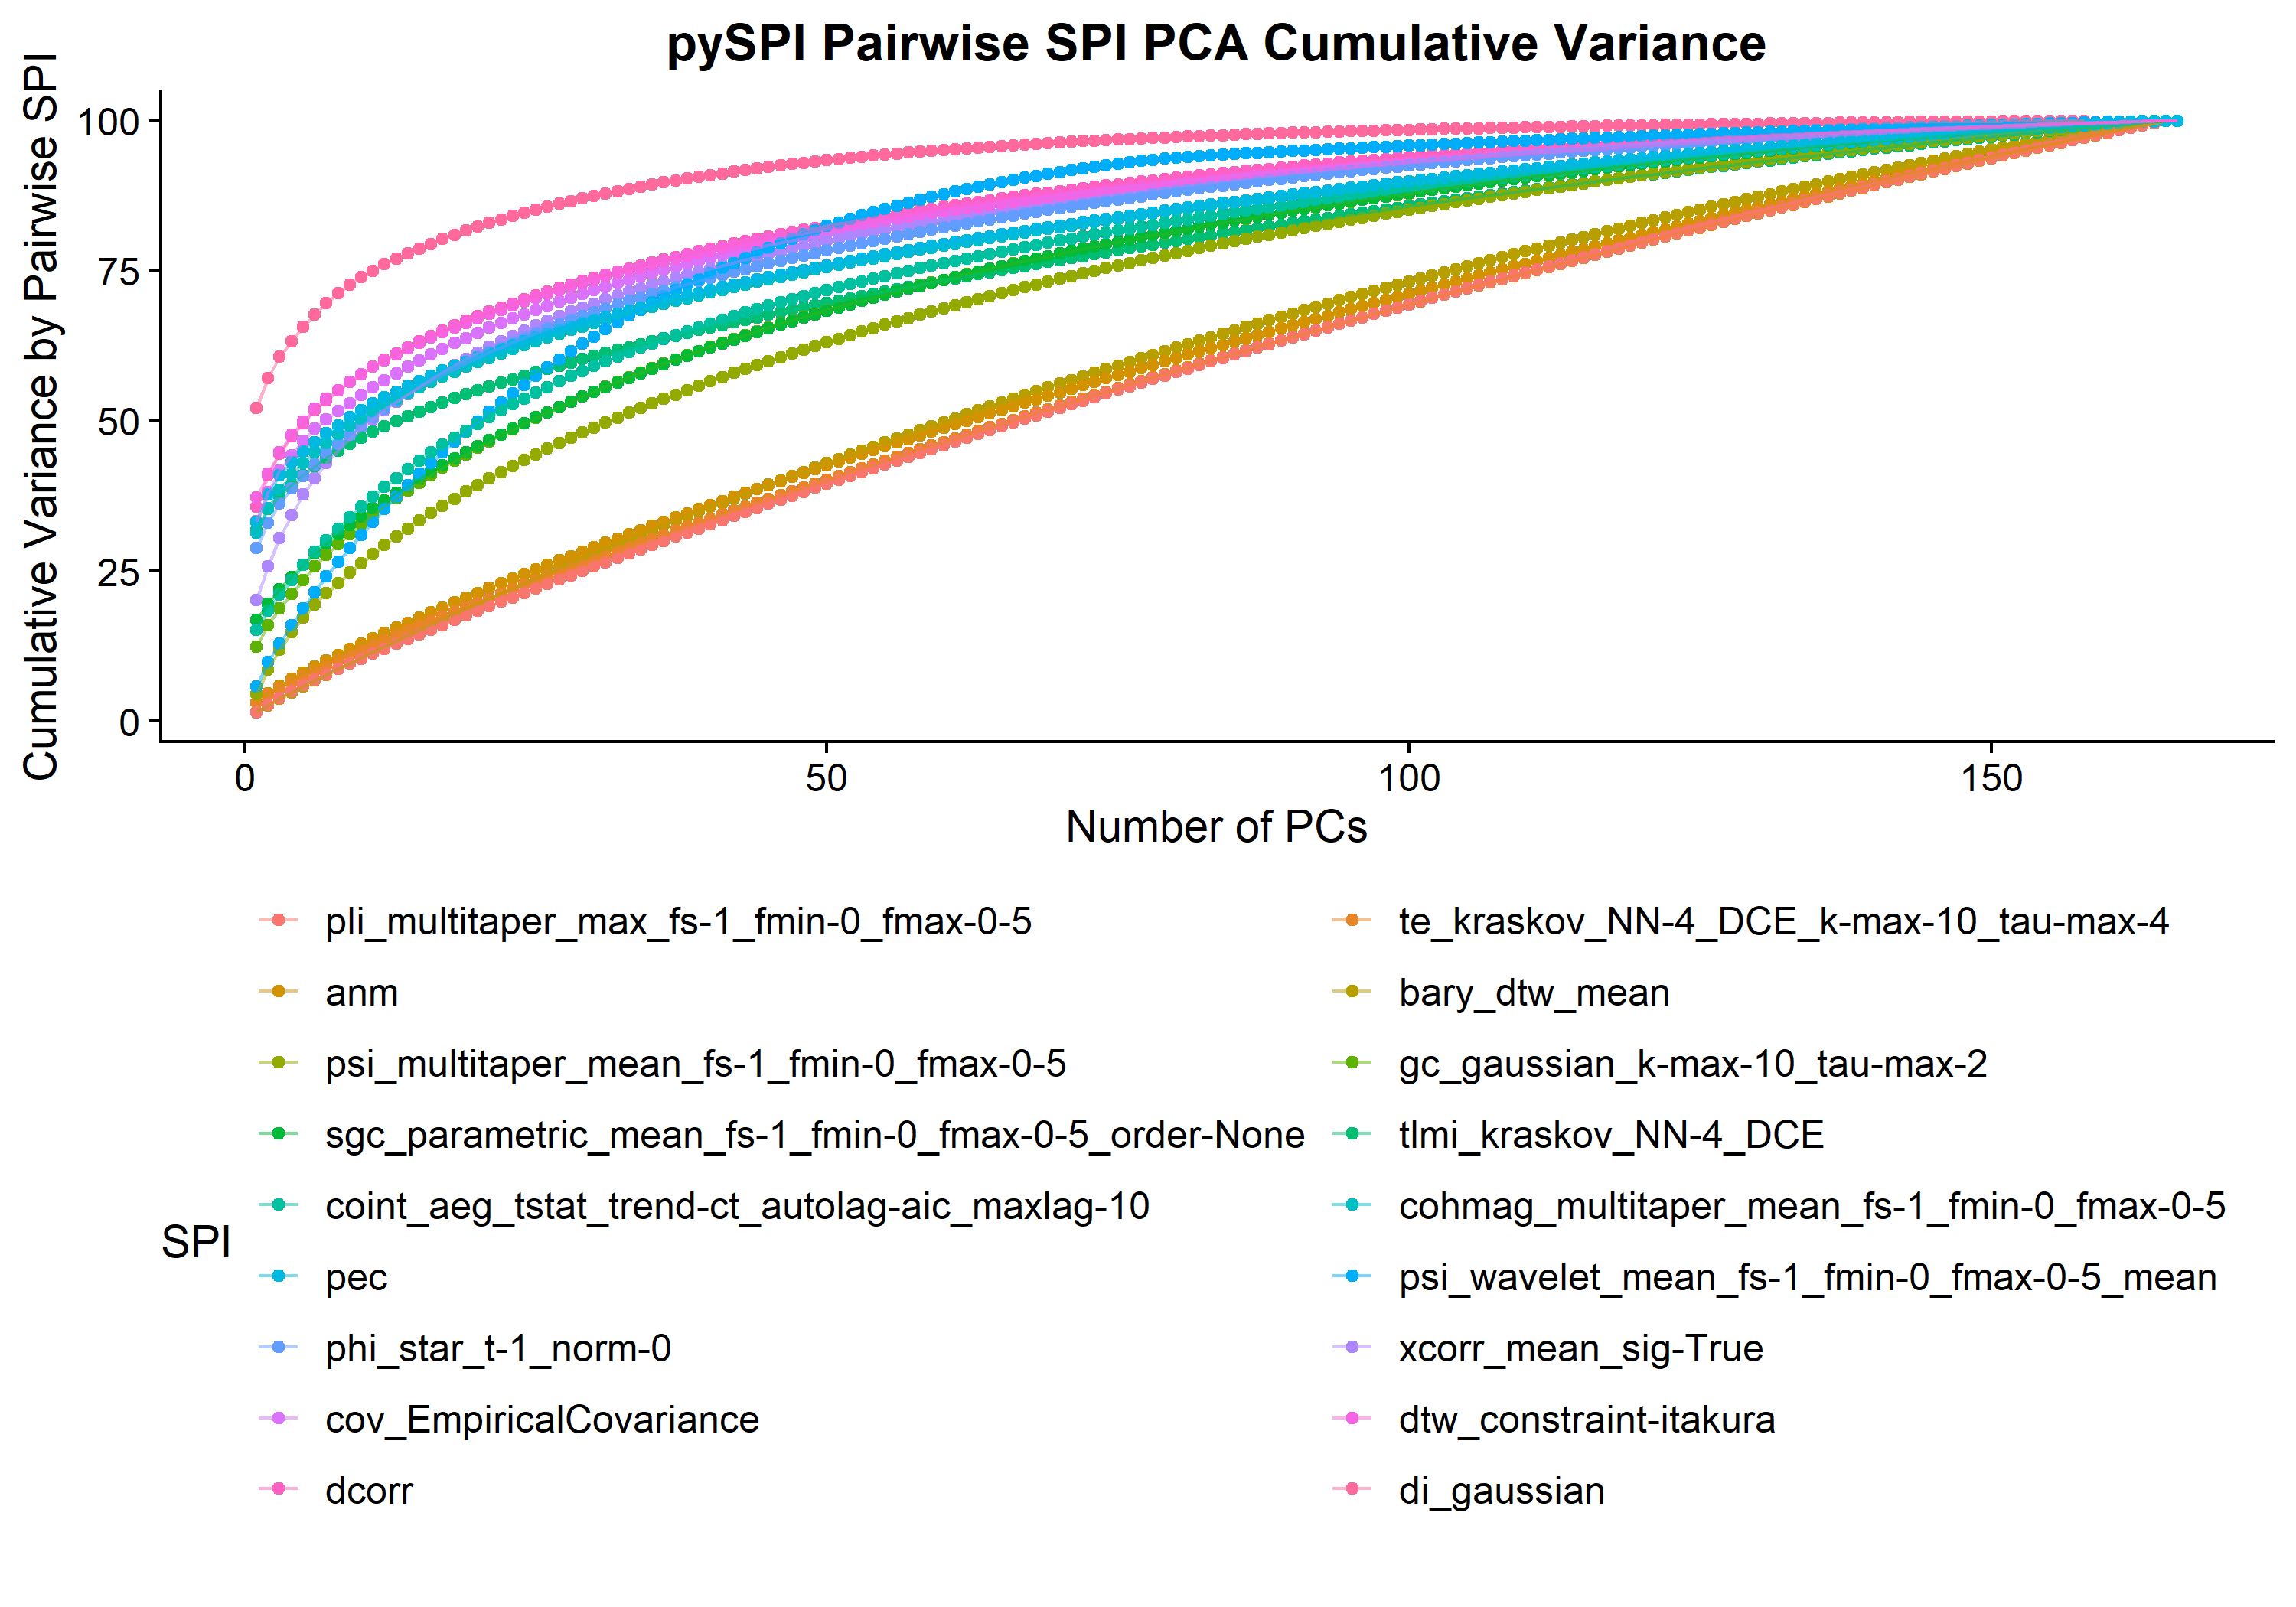 pySPI Pairwise SPI PCA Cumulative Variance
Cumulative Variance by Pairwise SPI
100
75
50
25
0
0 50 100 150
Number of PCs
SPI
pli_multitaper_max_fs-1_fmin-0_fmax-0-5
te_kraskov_NN-4_DCE_k-max-10_tau-max-4
anm
bary_dtw_mean
psi_multitaper_mean_fs-1_fmin-0_fmax-0-5
gc_gaussian_k-max-10_tau-max-2
sgc_parametric_mean_fs-1_fmin-0_fmax-0-5_order-None
tlmi_kraskov_NN-4_DCE
coint_aeg_tstat_trend-ct_autolag-aic_maxlag-10
cohmag_multitaper_mean_fs-1_fmin-0_fmax-0-5
pec
psi_wavelet_mean_fs-1_fmin-0_fmax-0-5_mean
phi_star_t-1_norm-0
xcorr_mean_sig-True
cov_EmpiricalCovariance
dtw_constraint-itakura
dcorr
di_gaussian